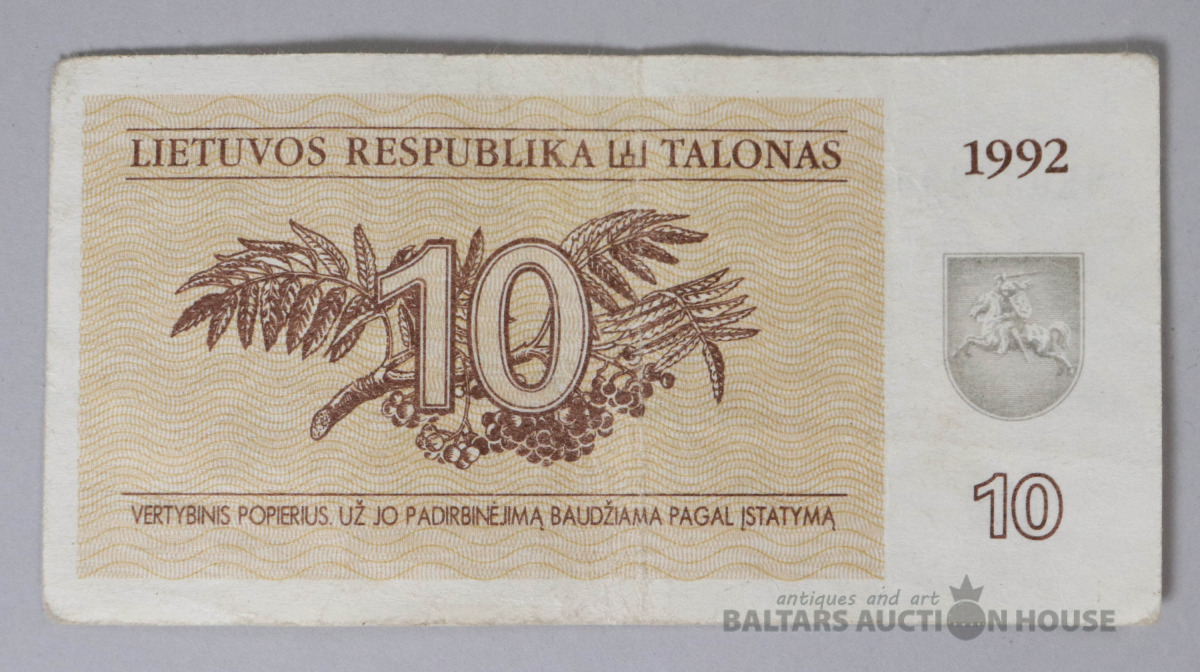 LIETUVOS RESPUBLIKA TALONAS
1992
10
VERTYBINIS POPIERIUS. UŽ JO PADIRBINĖJIMĄ BAUDŽIAMA PAGAL ĮSTATYMĄ
10
antiques and art
BALTARS AUCTION HOUSE